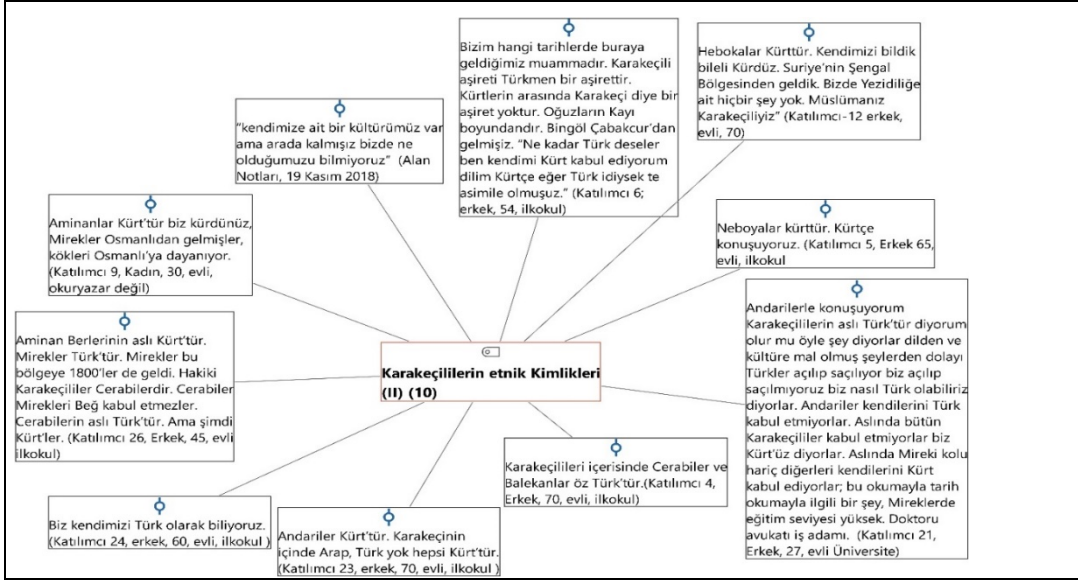 Bizim hangi tarihlerde buraya
geldiğimiz muammadır. Karakeçili
aşireti Türkmen bir aşirettir.
Kürtlerin arasında Karakeçi diye bir
aşiret yoktur. Oğuzların Kayı
boyundandır. Bingöl Çabakcur'dan
gelmişiz. "Ne kadar Türk deseler
ben kendimi Kürt kabul ediyorum
dilim Kürtçe eğer Türk idiysek te
asimile olmuşuz." (Katılımcı 6;
erkek, 54, ilkokul)
Hebokalar Kürttür. Kendimizi bildik
bileli Kürdüz. Suriye'nin Şengal
Bölgesinden geldik. Bizde Yezidiliğe
ait hiçbir şey yok. Müslümanız
Karakeçiliyiz" (Katılımcı-12 erkek,
evli, 70)
"kendimize ait bir kültürümüz var
ama arada kalmışız bizde ne
olduğumuzu bilmiyoruz" (Alan
Notları, 19 Kasım 2018)
Aminanlar Kürt'tür biz kürdünüz,
Mirekler Osmanlıdan gelmişler,
kökleri Osmanlı'ya dayanıyor.
(Katılımcı 9, Kadın, 30, evli,
okuryazar değil)
Neboyalar kürttür. Kürtçe
konuşuyoruz. (Katılımcı 5, Erkek 65,
evli, ilkokul
Aminan Berlerinin aslı Kürt'tür.
Mirekler Türk'tür. Mirekler bu
bölgeye 1800'ler de geldi. Hakiki
Karakeçililer Cerabilerdir. Cerabiler
Mirekleri Beğ kabul etmezler.
Cerabilerin aslı Türk'tür. Ama şimdi
Kürt'ler. (Katılımcı 26, Erkek, 45, evli
ilkokul)
Karakeçililerin etnik Kimlikleri
(II) (10)
Andarilerle konuşuyorum
Karakeçililerin aslı Türk'tür diyorum
olur mu öyle şey diyorlar dilden ve
kültüre mal olmuş şeylerden dolayı
Türkler açılıp saçılıyor biz açılıp
saçılmıyoruz biz nasıl Türk olabiliriz
diyorlar. Andariler kendilerini Türk
kabul etmiyorlar. Aslında bütün
Karakeçililer kabul etmiyorlar biz
Kürt'üz diyorlar. Aslında Mireki kolu
hariç diğerleri kendilerini Kürt
kabul ediyorlar; bu okumayla tarih
okumayla ilgili bir şey, Mireklerde
eğitim seviyesi yüksek. Doktoru
avukatı iş adamı. (Katılımcı 21,
Erkek, 27, evli Üniversite)
Karakeçilileri içerisinde Cerabiler ve
Balekanlar öz Türk'tür.(Katılımcı 4,
Erkek, 70, evli, ilkokul)
Biz kendimizi Türk olarak biliyoruz.
(Katılımcı 24, erkek, 60, evli, ilkokul )
Andariler Kürt'tür. Karakeçinin
içinde Arap, Türk yok hepsi Kürt'tür.
(Katılımcı 23, erkek, 70, evli, ilkokul )